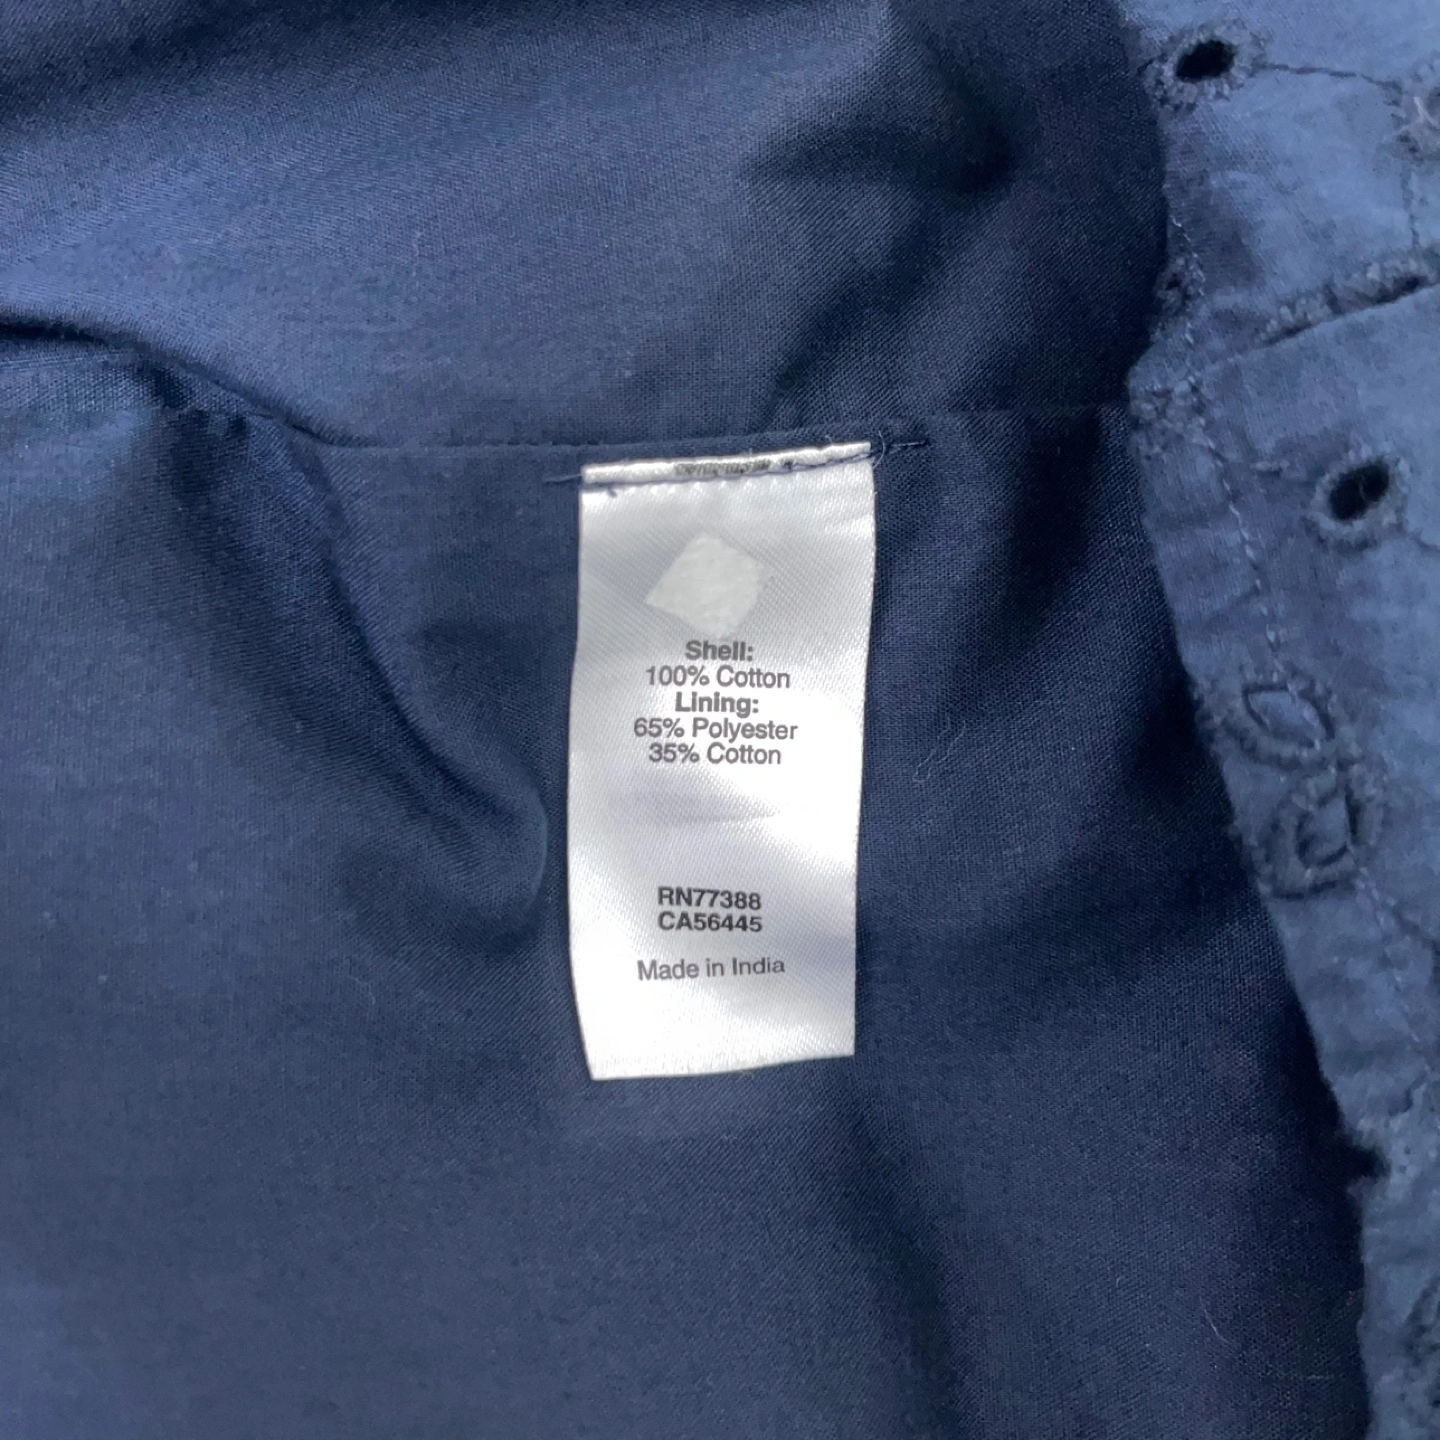 Shell:
100% Cotton
Lining:
65% Polyester
35% Cotton
RN77388
CA56445
Made in India